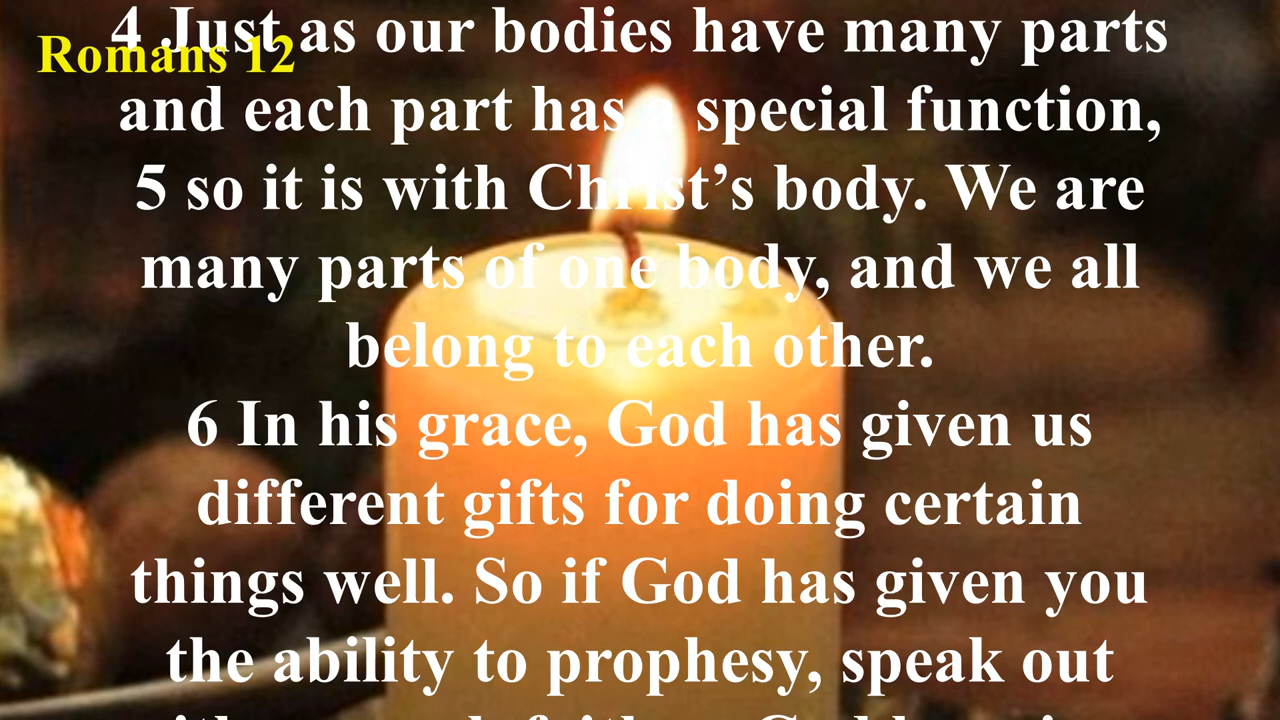 Romans 12
4 Just as our bodies have many parts
and each part has a special function,
5 so it is with Christ’s body. We are
many parts of one body, and we all
belong to each other.
6 In his grace, God has given us
different gifts for doing certain
things well. So if God has given you
the ability to prophesy, speak out